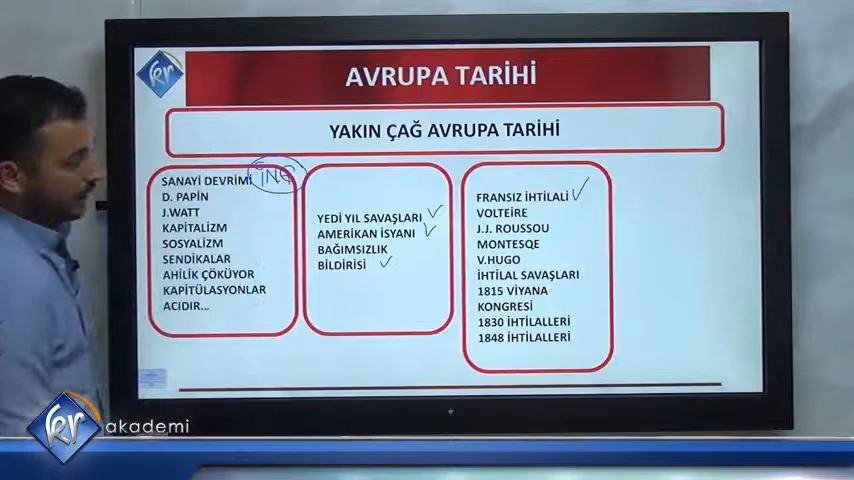 KR
AVRUPA TARİHİ
YAKIN ÇAĞ AVRUPA TARİHİ
SANAYİ DEVRİMİ
İNG
D. PAPİN
J.WATT
KAPİTALİZM
SOSYALİZM
SENDİKALAR
AHİLİK ÇÖKÜYOR
KAPİTÜLASYONLAR
ACIDIR...
YEDİ YIL SAVAŞLARI
AMERİKAN İSYANI
BAĞIMSIZLIK
BİLDİRİSİ
FRANSIZ İHTİLALİ
VOLTEİRE
J.J. ROUSSOU
MONTESQE
V.HUGO
İHTİLAL SAVAŞLARI
1815 VİYANA
KONGRESİ
1830 İHTİLALLERİ
1848 İHTİLALLERİ
KR akademi